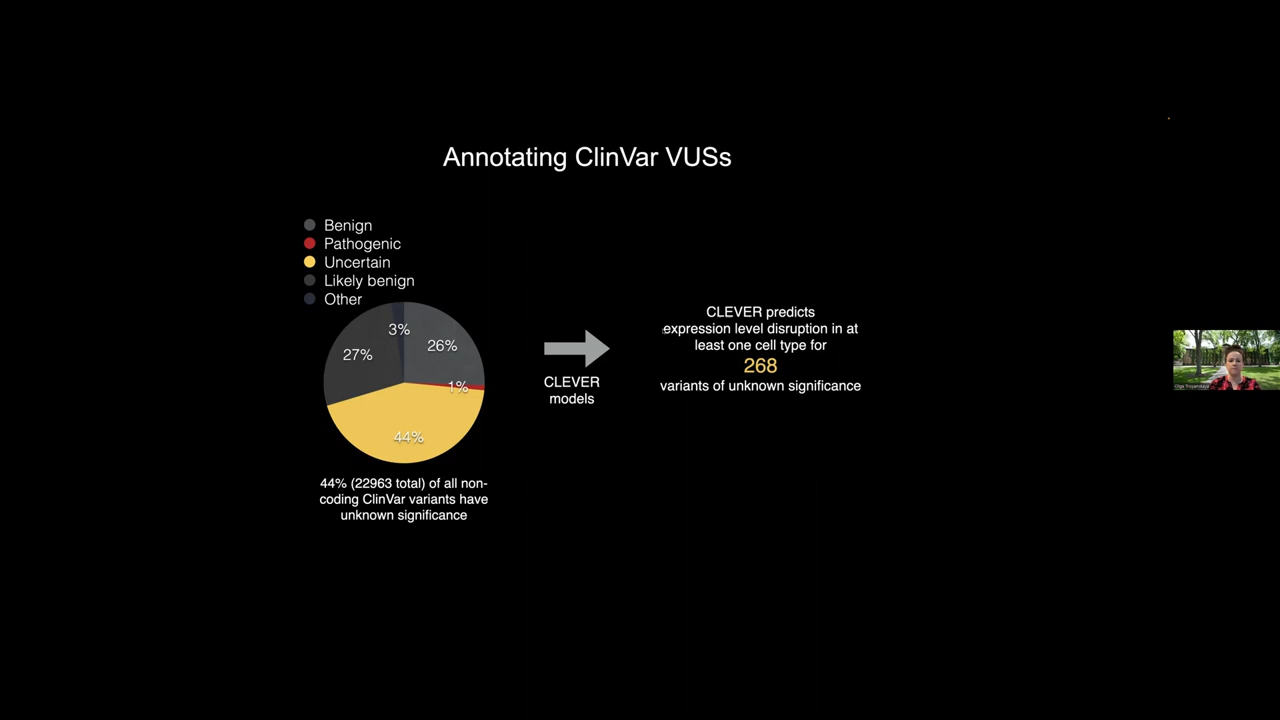 Annotating ClinVar VUSs
Benign
Pathogenic
Uncertain
Likely benign
Other
3%
26%
27%
1%
44%
44% (22963 total) of all non-
coding ClinVar variants have
unknown significance
CLEVER
models
CLEVER predicts
expression level disruption in at
least one cell type for
268
variants of unknown significance
Olga Troyanskaya